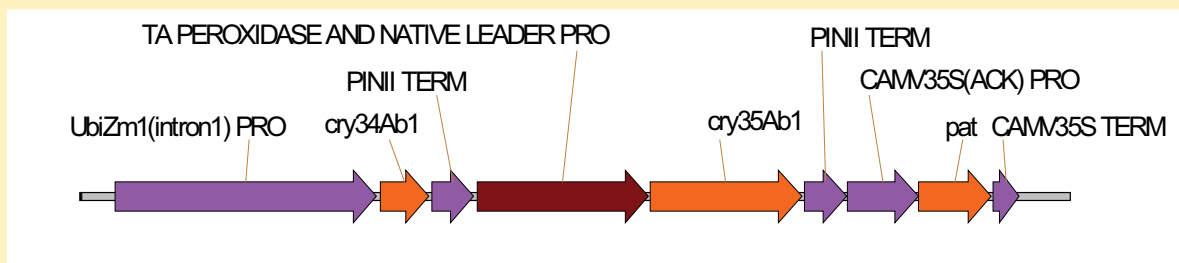 TA PEROXIDASE AND NATIVE LEADER PRO
PINII TERM
PINII TERM
CAMV35S(ACK) PRO
UbiZm1(intron1) PRO
cry34Ab1
cry35Ab1
pat
CAMV35S TERM